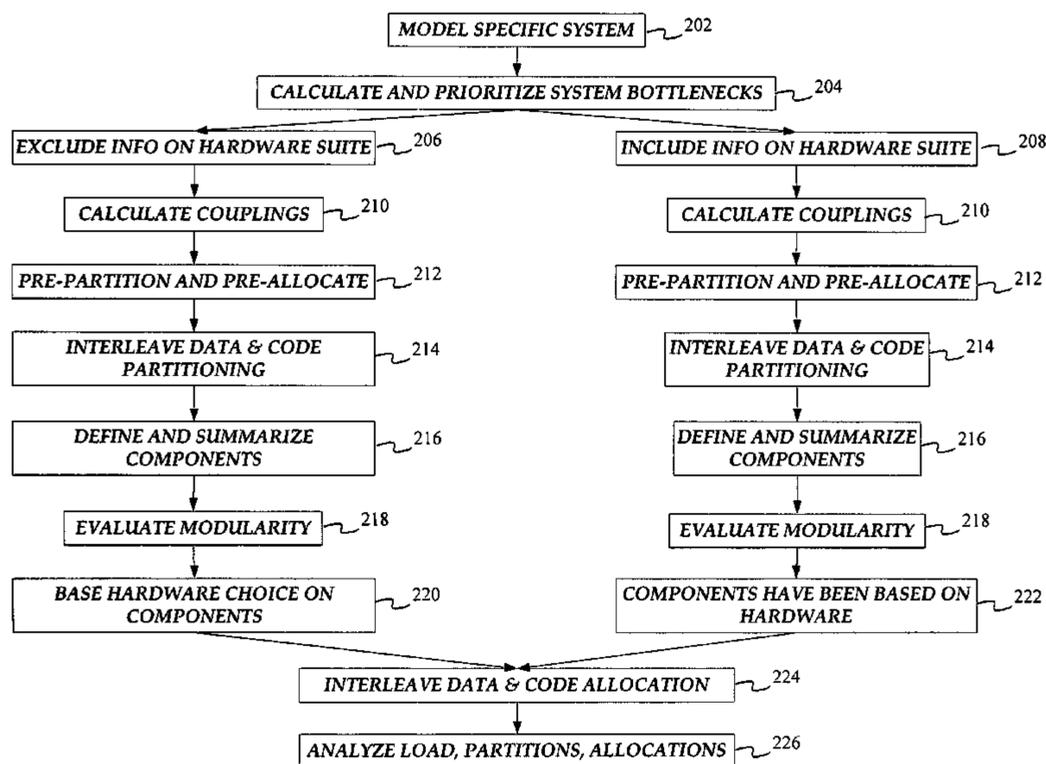 MODEL SPECIFIC SYSTEM 202
CALCULATE AND PRIORITIZE SYSTEM BOTTLENECKS 204
EXCLUDE INFO ON HARDWARE SUITE 206
INCLUDE INFO ON HARDWARE SUITE 208
CALCULATE COUPLINGS 210
CALCULATE COUPLINGS 210
PRE-PARTITION AND PRE-ALLOCATE 212
PRE-PARTITION AND PRE-ALLOCATE 212
INTERLEAVE DATA & CODE
PARTITIONING 214
INTERLEAVE DATA & CODE
PARTITIONING 214
DEFINE AND SUMMARIZE
COMPONENTS 216
DEFINE AND SUMMARIZE
COMPONENTS 216
EVALUATE MODULARITY 218
EVALUATE MODULARITY 218
BASE HARDWARE CHOICE ON
COMPONENTS 220
COMPONENTS HAVE BEEN BASED ON
HARDWARE 222
INTERLEAVE DATA & CODE ALLOCATION 224
ANALYZE LOAD, PARTITIONS, ALLOCATIONS 226